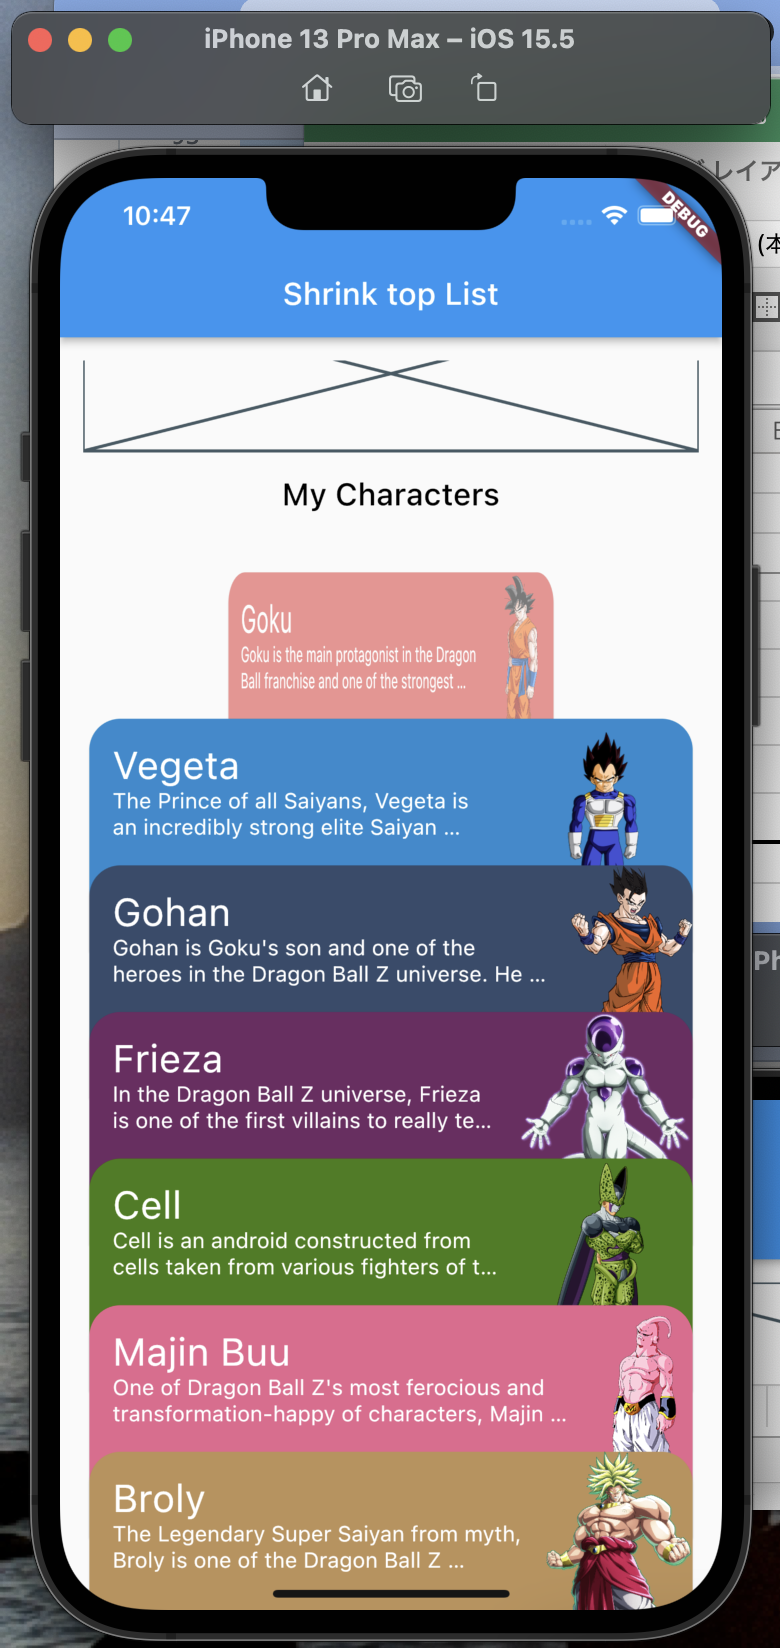 iPhone 13 Pro Max – iOS 15.5
レイア
(本
10:47
DEBUG
Shrink top List
My Characters
Goku
Goku is the main protagonist in the Dragon
Ball franchise and one of the strongest ...
Vegeta
The Prince of all Saiyans, Vegeta is
an incredibly strong elite Saiyan ...
Gohan
Gohan is Goku's son and one of the
heroes in the Dragon Ball Z universe. He ...
Ph
Frieza
In the Dragon Ball Z universe, Frieza
is one of the first villains to really te...
Cell
Cell is an android constructed from
cells taken from various fighters of t...
Majin Buu
One of Dragon Ball Z's most ferocious and
transformation-happy of characters, Majin ...
Broly
The Legendary Super Saiyan from myth,
Broly is one of the Dragon Ball Z ...